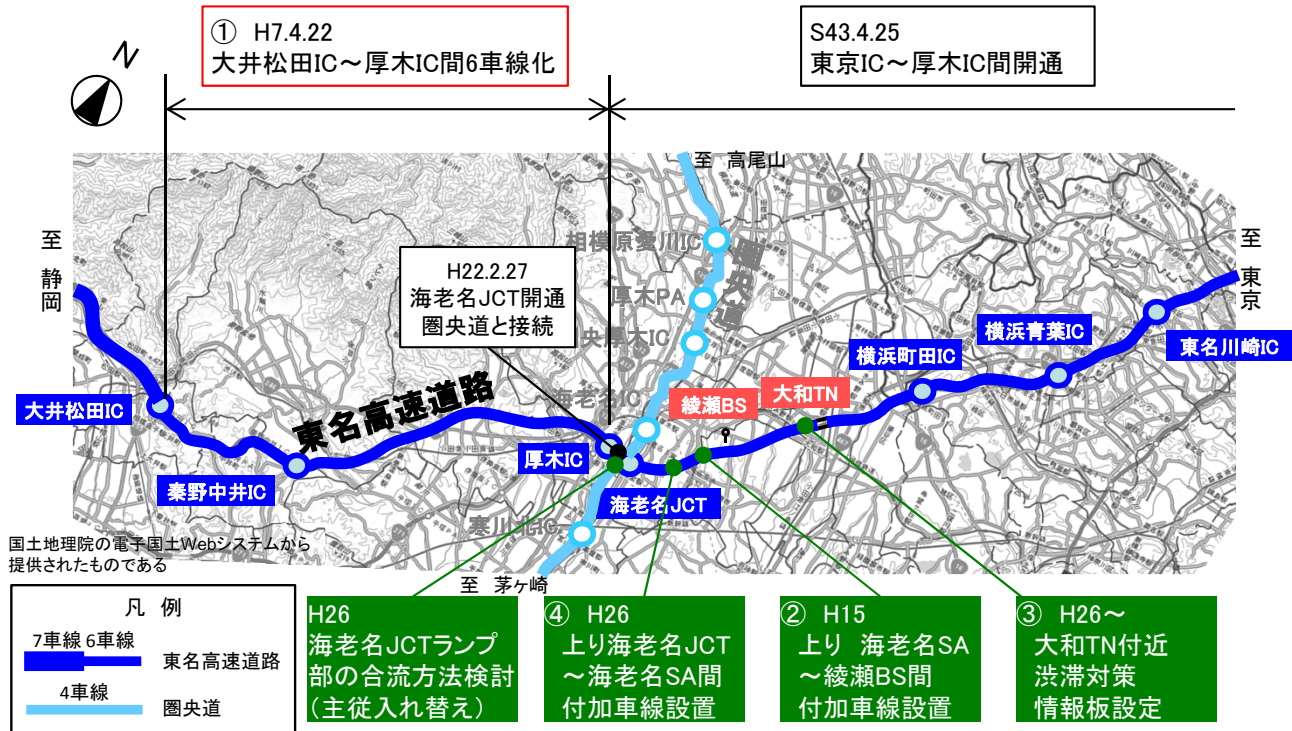 ① H7.4.22
大井松田IC～厚木IC間6車線化
S43.4.25
東京IC～厚木IC間開通
N
至 高尾山
至 静岡
至 東京
相模原愛川IC
圏央道
厚木PA
央厚木IC
海老名IC
H22.2.27
海老名JCT開通
圏央道と接続
横浜青葉IC
横浜町田IC
東名川崎IC
大和TN
綾瀬BS
大井松田IC
東名高速道路
厚木IC
秦野中井IC
海老名JCT
寒川北IC
国土地理院の電子国土Webシステムから
提供されたものである
至 茅ヶ崎
凡 例
7車線 6車線
東名高速道路
4車線
圏央道
H26
海老名JCTランプ
部の合流方法検討
(主従入れ替え)
④ H26
上り海老名JCT
～海老名SA間
付加車線設置
② H15
上り 海老名SA
～綾瀬BS間
付加車線設置
③ H26～
大和TN付近
渋滞対策
情報板設定